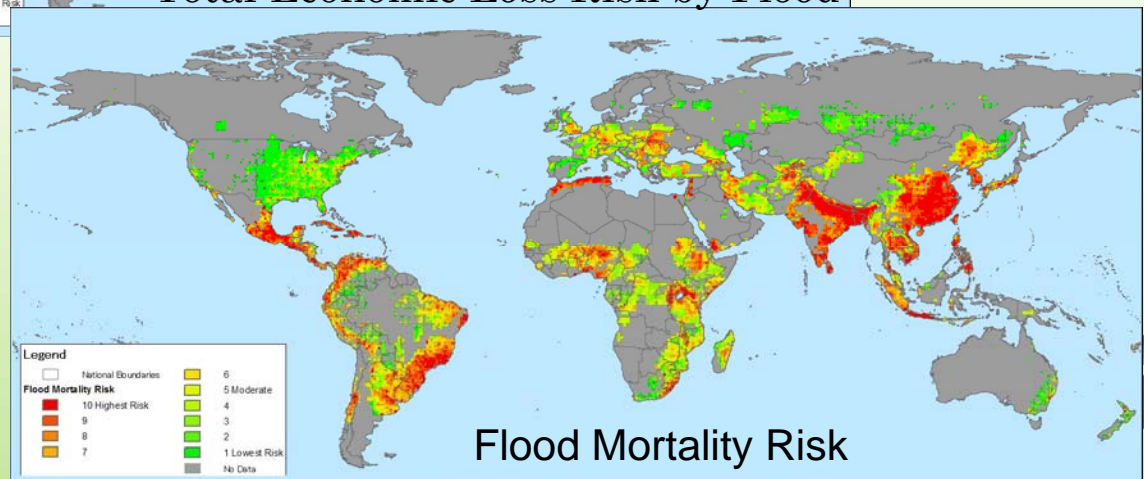 Risk
Total Economic Loss Risk by Flood
Legend
National Boundaries
Flood Mortality Risk
10 Highest Risk
9
8
7
6
5 Moderate
4
3
2
1 Lowest Risk
No Data
Flood Mortality Risk